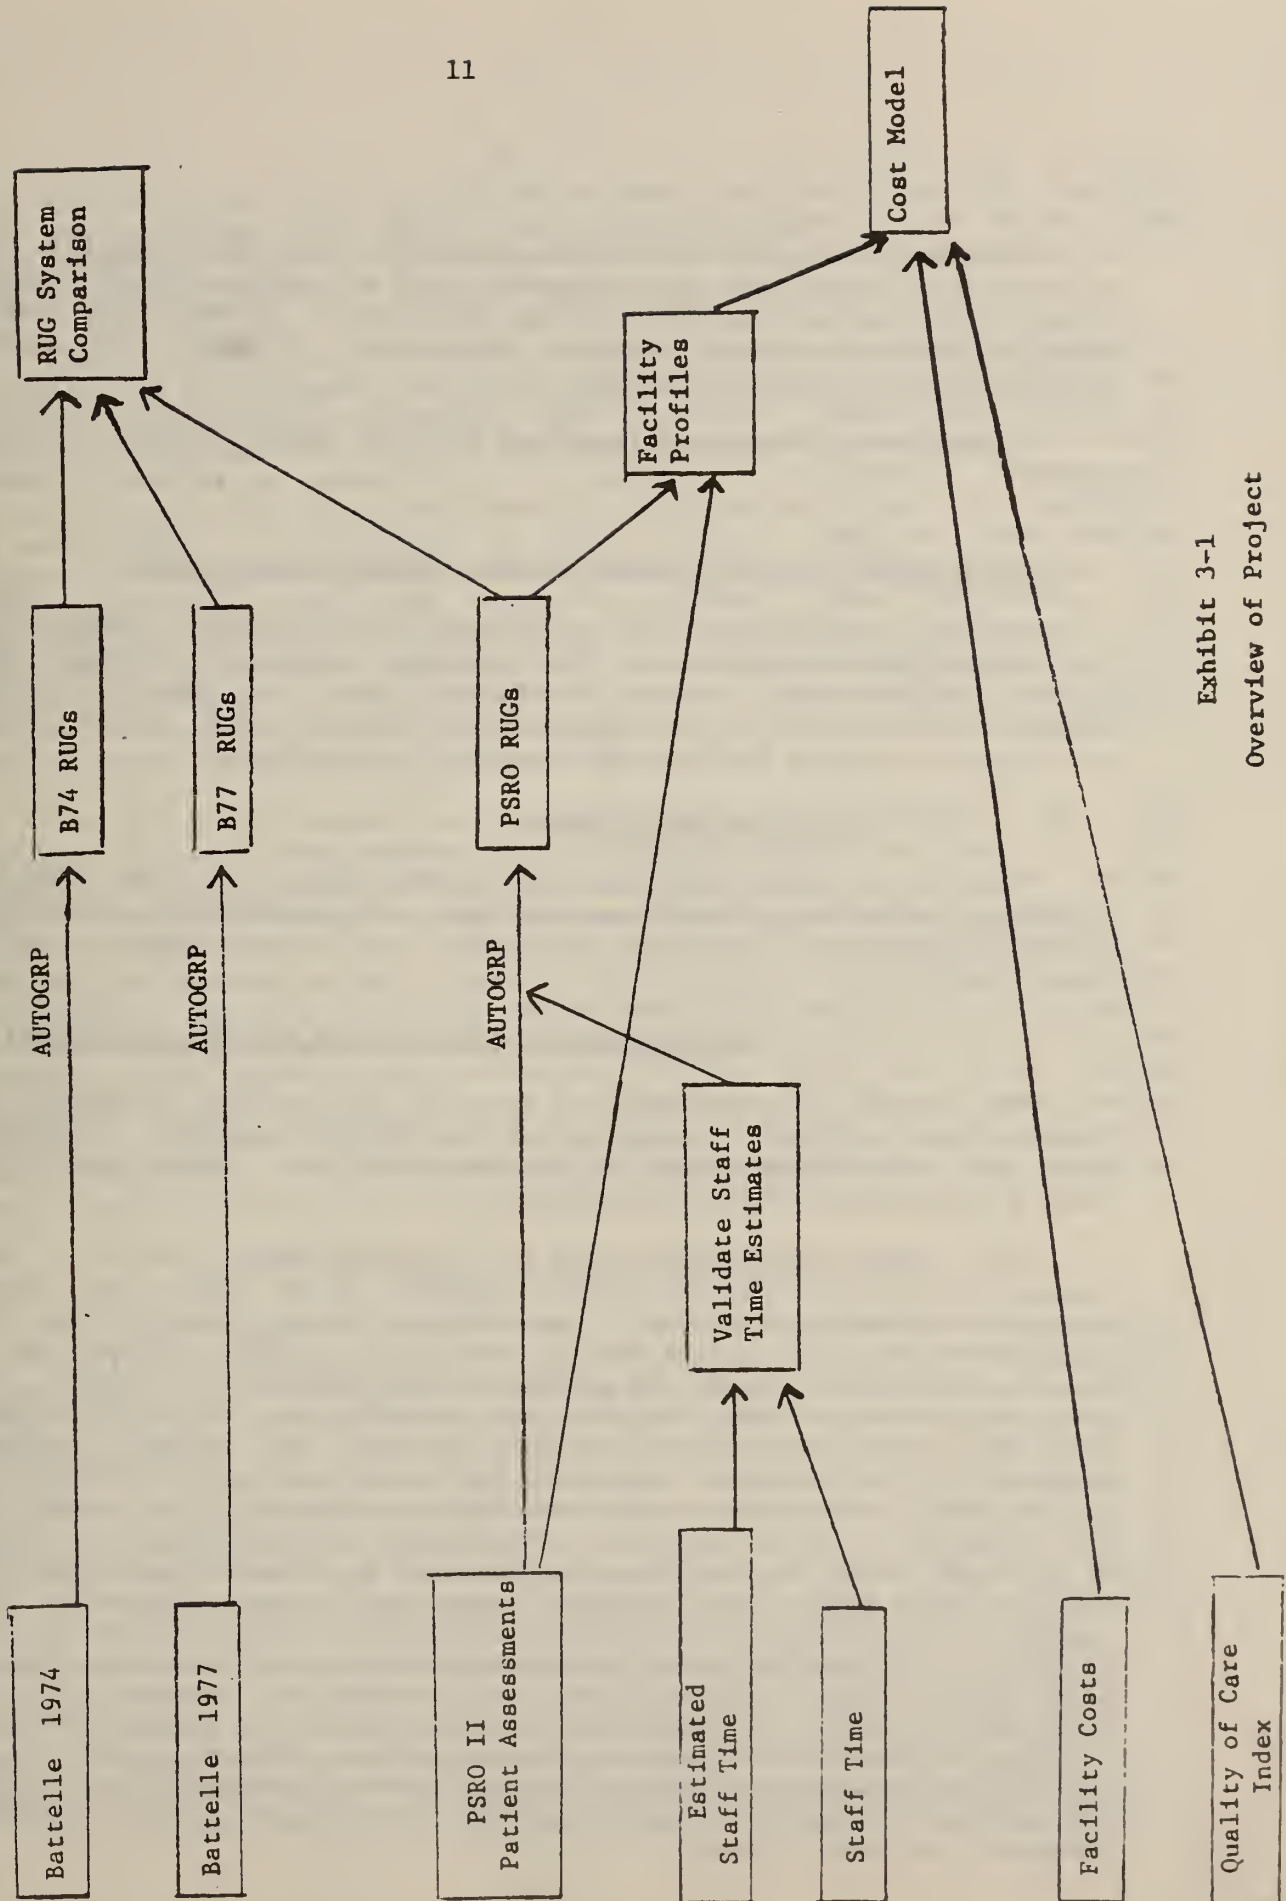 11
Battelle 1974
AUTOGRP
B74 RUGs
RUG System
Comparison
Battelle 1977
AUTOGRP
B77 RUGs
PSRO II
Patient Assessments
AUTOGRP
PSRO RUGs
Facility
Profiles
Estimated
Staff Time
Validate Staff
Time Estimates
Staff Time
Cost Model
Facility Costs
Quality of Care
Index
Exhibit 3-1
Overview of Project